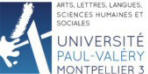 ARTS, LETTRES, LANGUES,
SCIENCES HUMAINES ET
SOCIALES
UNIVERSITÉ
PAUL-VALÉRY
MONTPELLIER 3